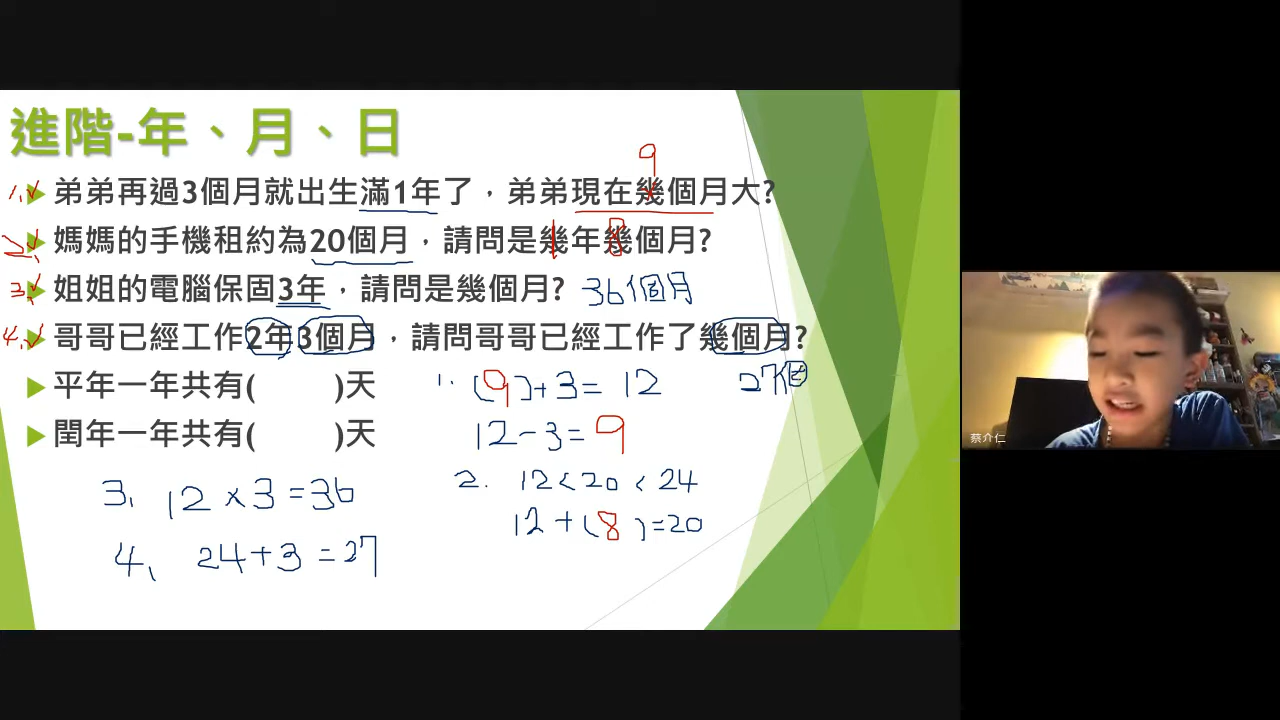 進階-年、月、日
9
1. 弟弟再過3個月就出生滿1年了，弟弟現在幾個月大?
2. 媽媽的手機租約為20個月，請問是幾年幾個月?
1 8
3. 姐姐的電腦保固3年，請問是幾個月? 36個月
4. 哥哥已經工作2年3個月，請問哥哥已經工作了幾個月?
平年一年共有( )天
1. (9)+3=12
27個
閏年一年共有( )天
12-3=9
2. 12<20<24
12+(8)=20
3. 12×3=36
4. 24+3=27
蔡介仁